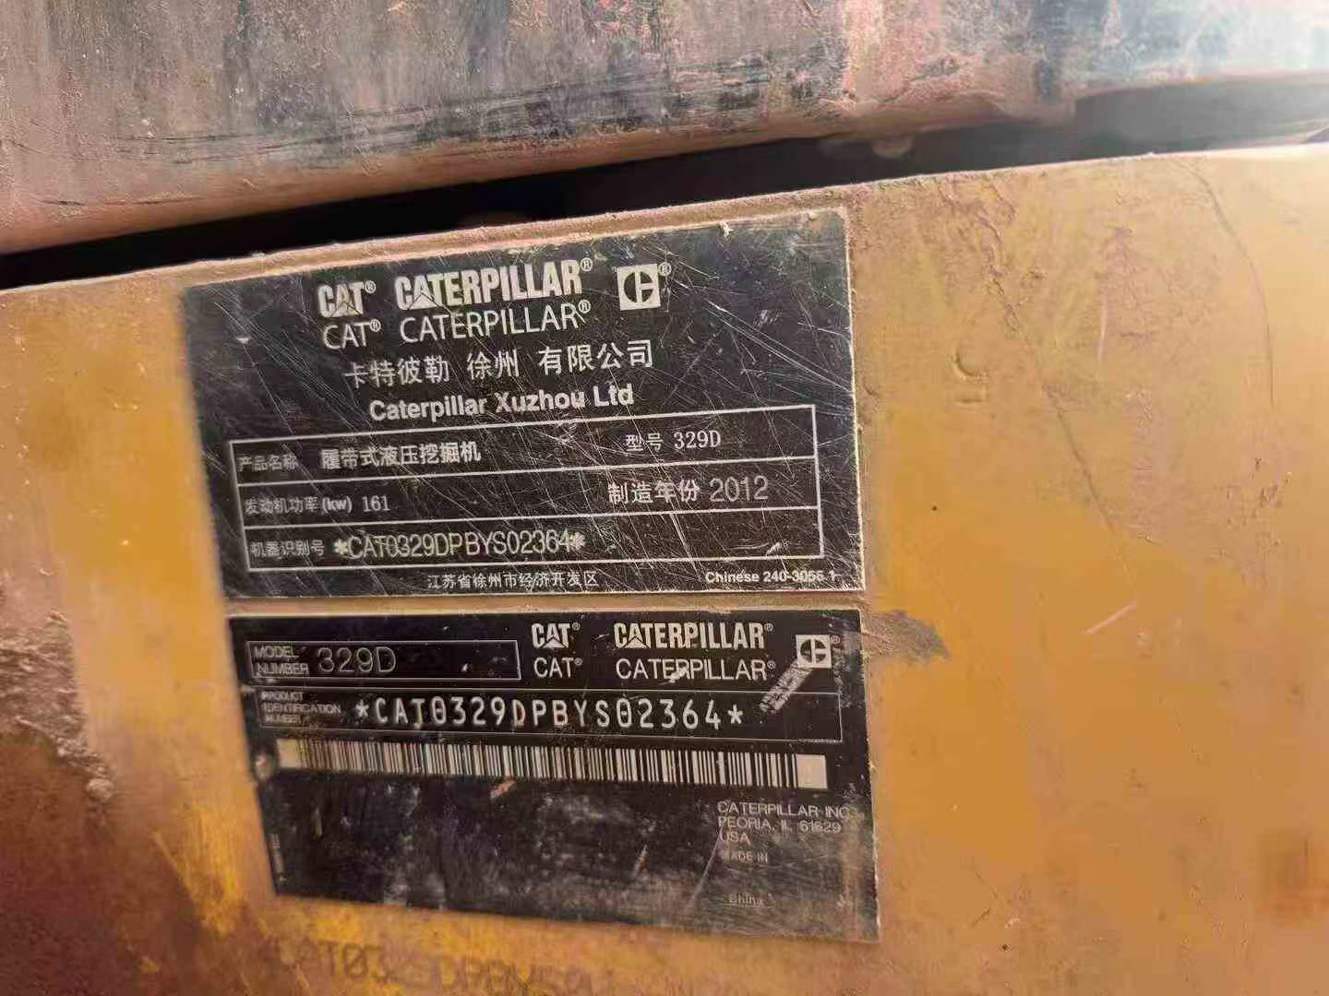 CAT® CATERPILLAR®
CAT® CATERPILLAR®
卡特彼勒 徐州 有限公司
Caterpillar Xuzhou Ltd
产品名称 履带式液压挖掘机 型号 329D
发动机功率(kw) 161 制造年份 2012
机器识别号 *CAT0329DPBYS02364*
江苏省徐州市经济开发区 Chinese 240-3056 1
CAT® CATERPILLAR®
MODEL NUMBER 329D CAT® CATERPILLAR®
PRODUCT IDENTIFICATION NUMBER *CAT0329DPBYS02364*
CATERPILLAR INC
PEORIA, IL 61629
USA
MADE IN
China